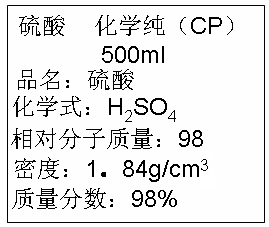 硫酸 化学纯（CP）
500ml
品名：硫酸
化学式：H₂SO₄
相对分子质量：98
密度：1。84g/cm³
质量分数：98%